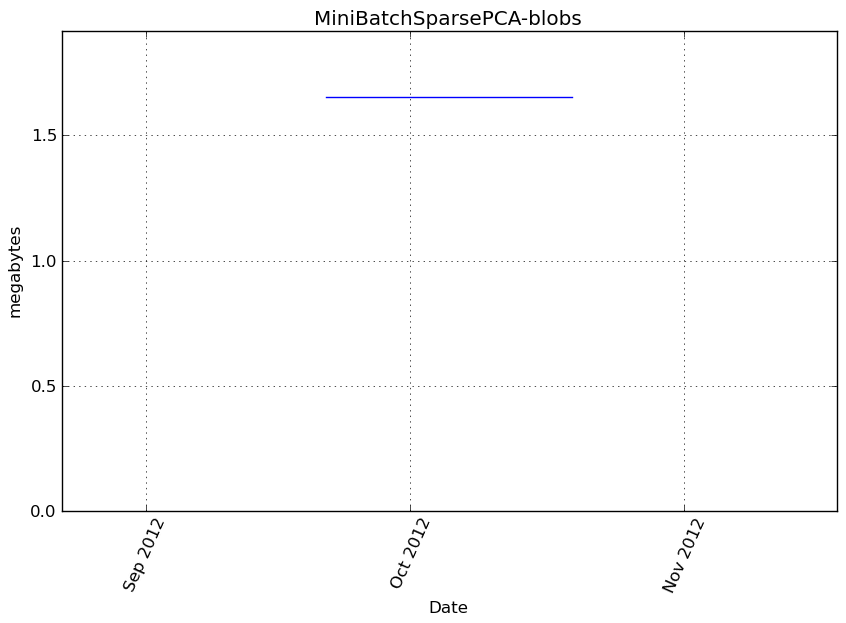 MiniBatchSparsePCA-blobs
megabytes
1.5
1.0
0.5
0.0
Sep 2012
Oct 2012
Nov 2012
Date